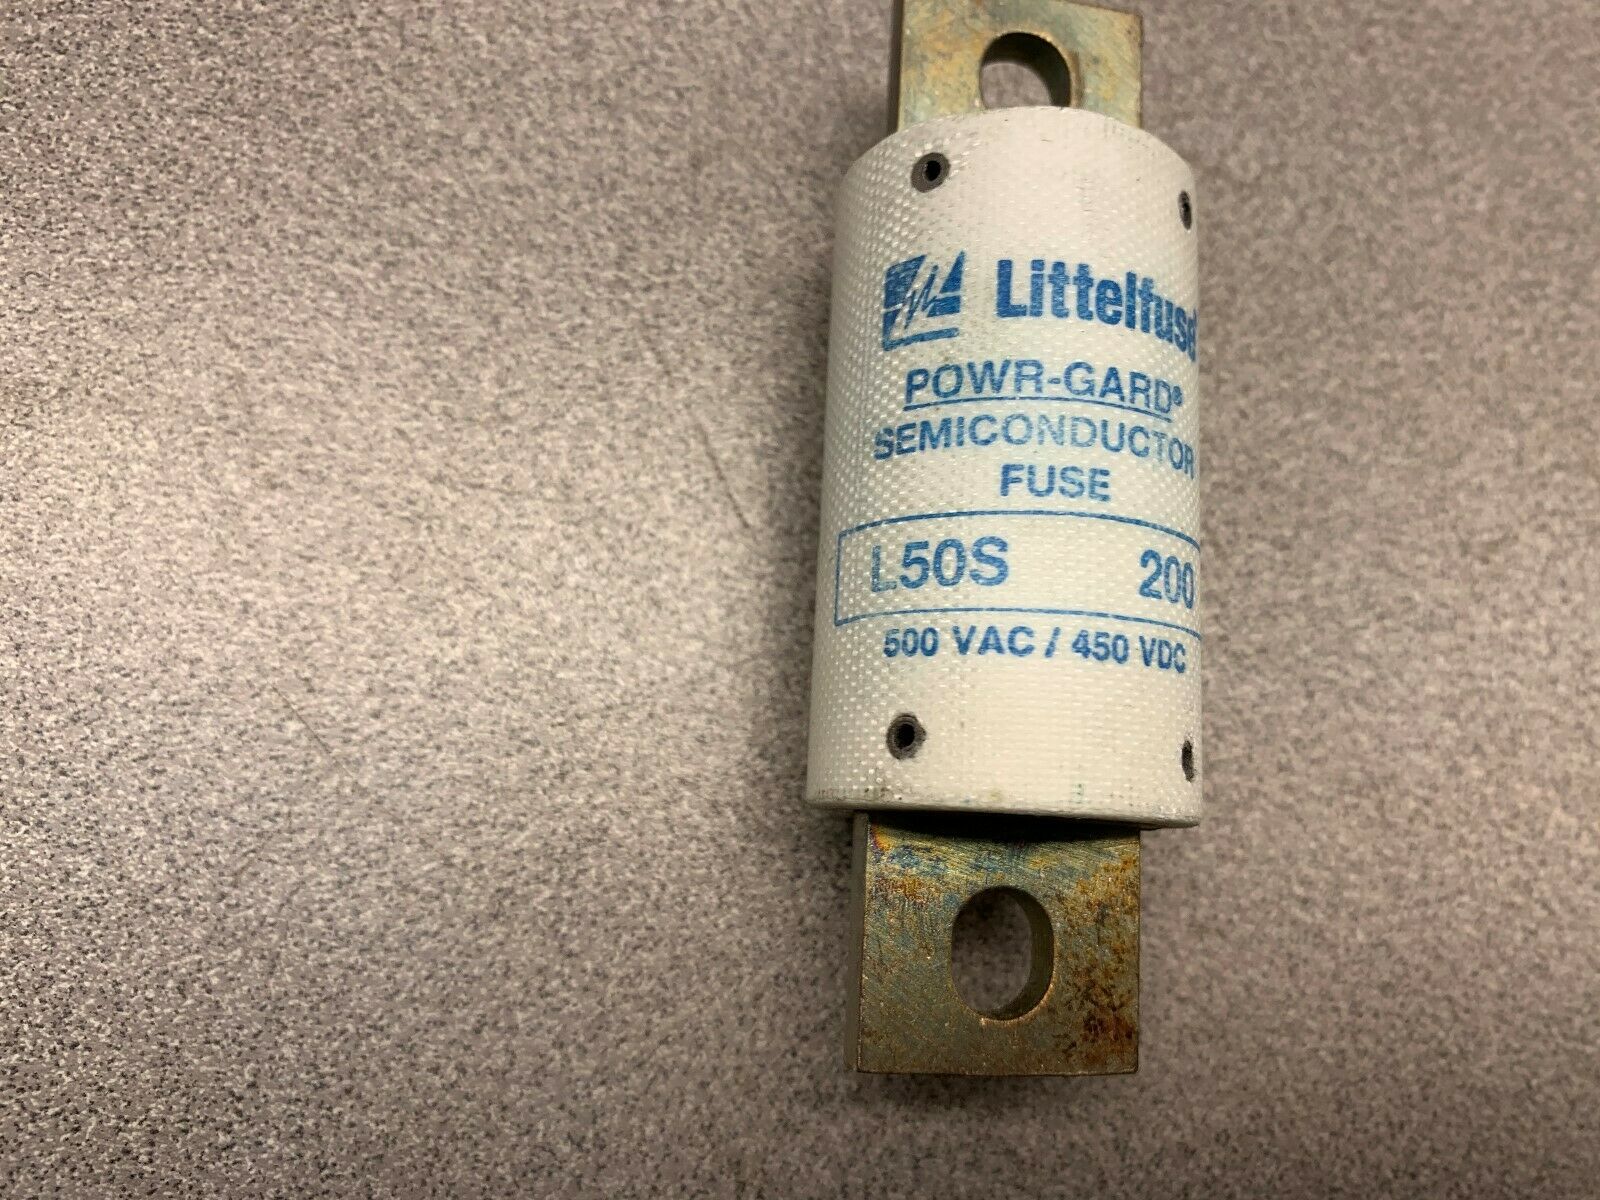 Littelfuse
POWR-GARD®
SEMICONDUCTOR
FUSE
L50S 200
500 VAC / 450 VDC